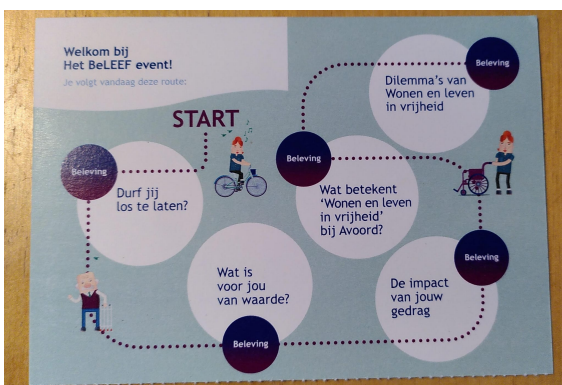 Welkom bij
Het BeLEEF event!
Je volgt vandaag deze route:
START
Beleving
Durf jij
los te laten?
Beleving
Wat is
voor jou
van waarde?
Beleving
De impact
van jouw
gedrag
Beleving
Wat betekent
‘Wonen en leven
in vrijheid’
bij Avoord?
Beleving
Dilemma’s van
Wonen en leven
in vrijheid